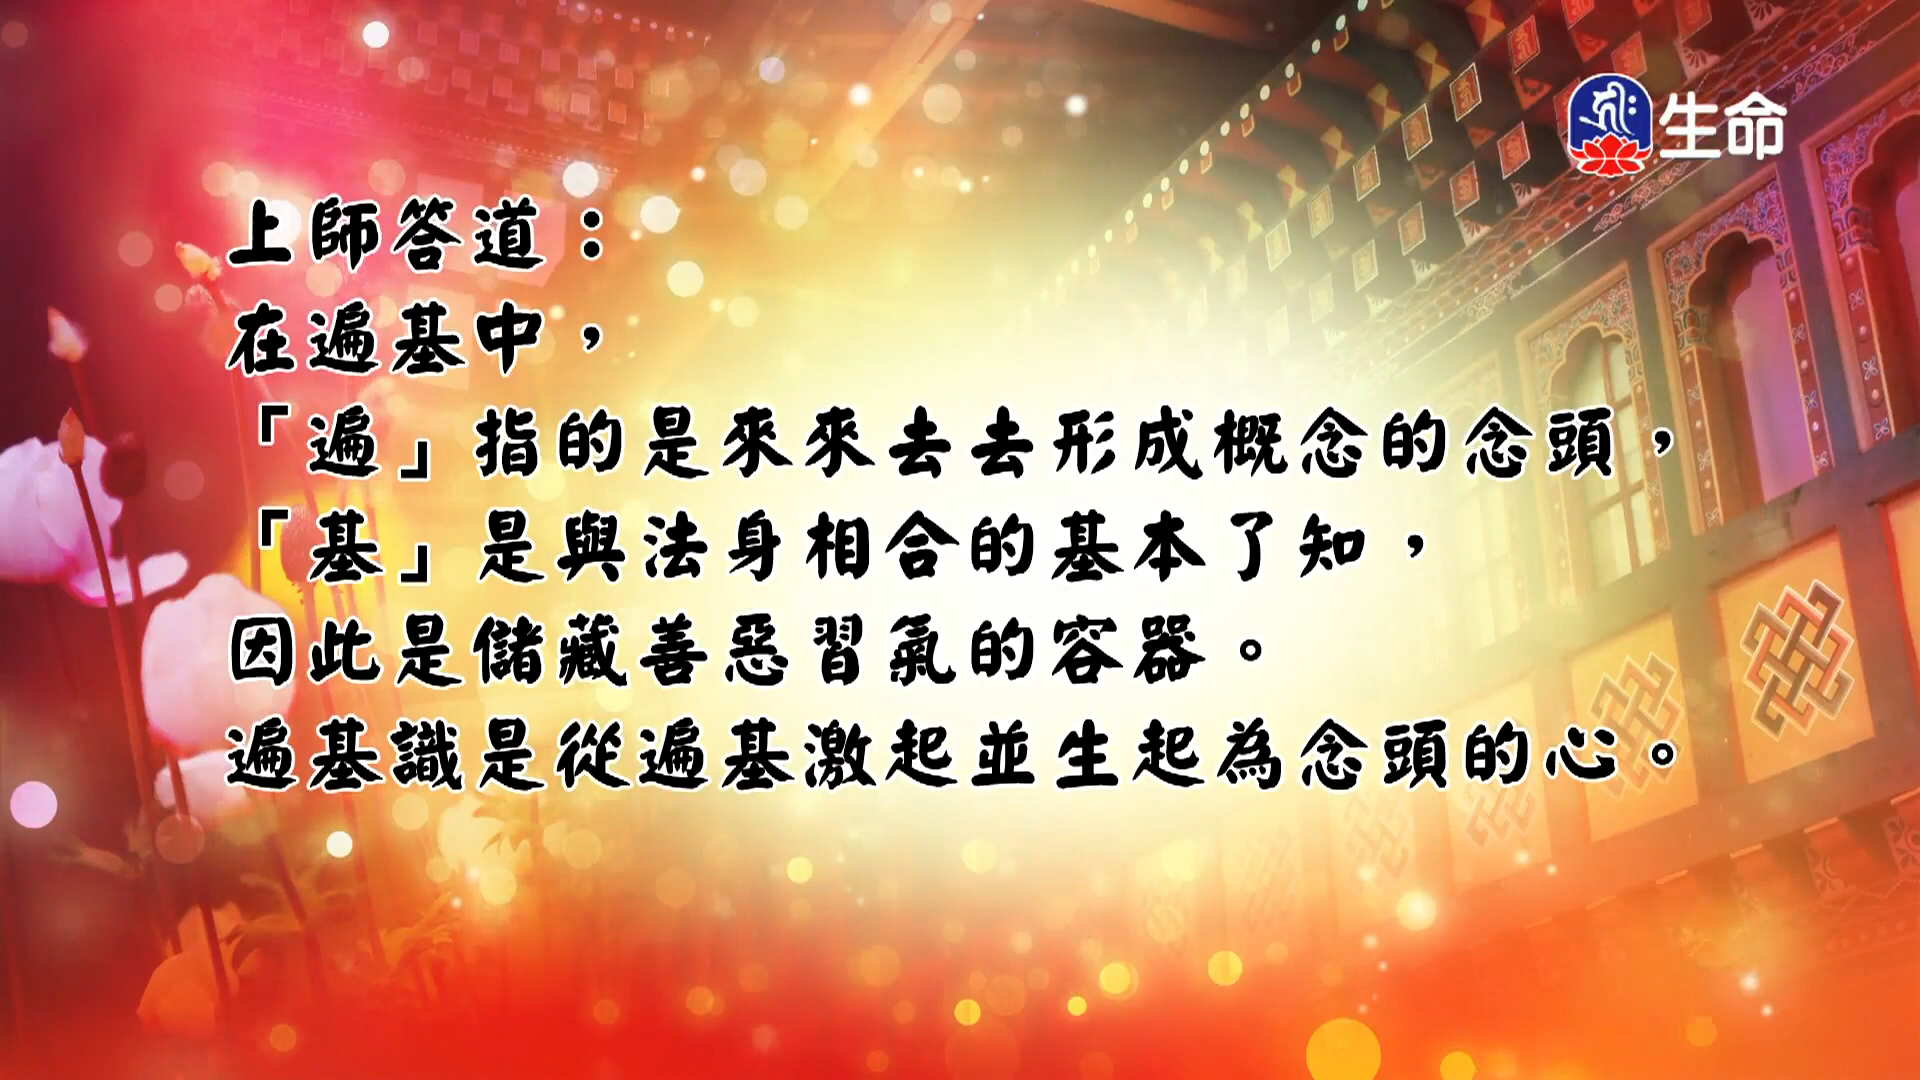 生命
上師答道：
在遍基中，
「遍」指的是來來去去形成概念的念頭，
「基」是與法身相合的基本了知，
因此是儲藏善惡習氣的容器。
遍基識是從遍基激起並生起為念頭的心。